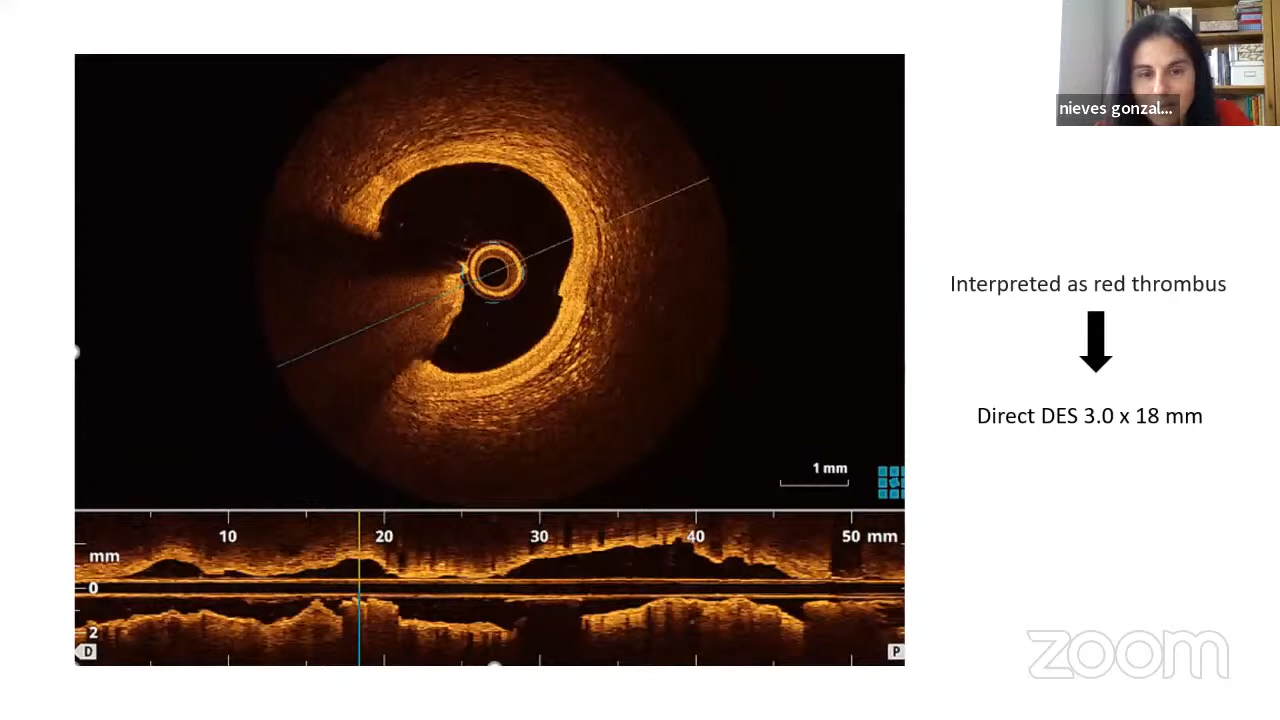 nieves gonzal...
Interpreted as red thrombus
Direct DES 3.0 x 18 mm
1 mm
10 20 30 40 50 mm
mm
0
2
D P
zoom